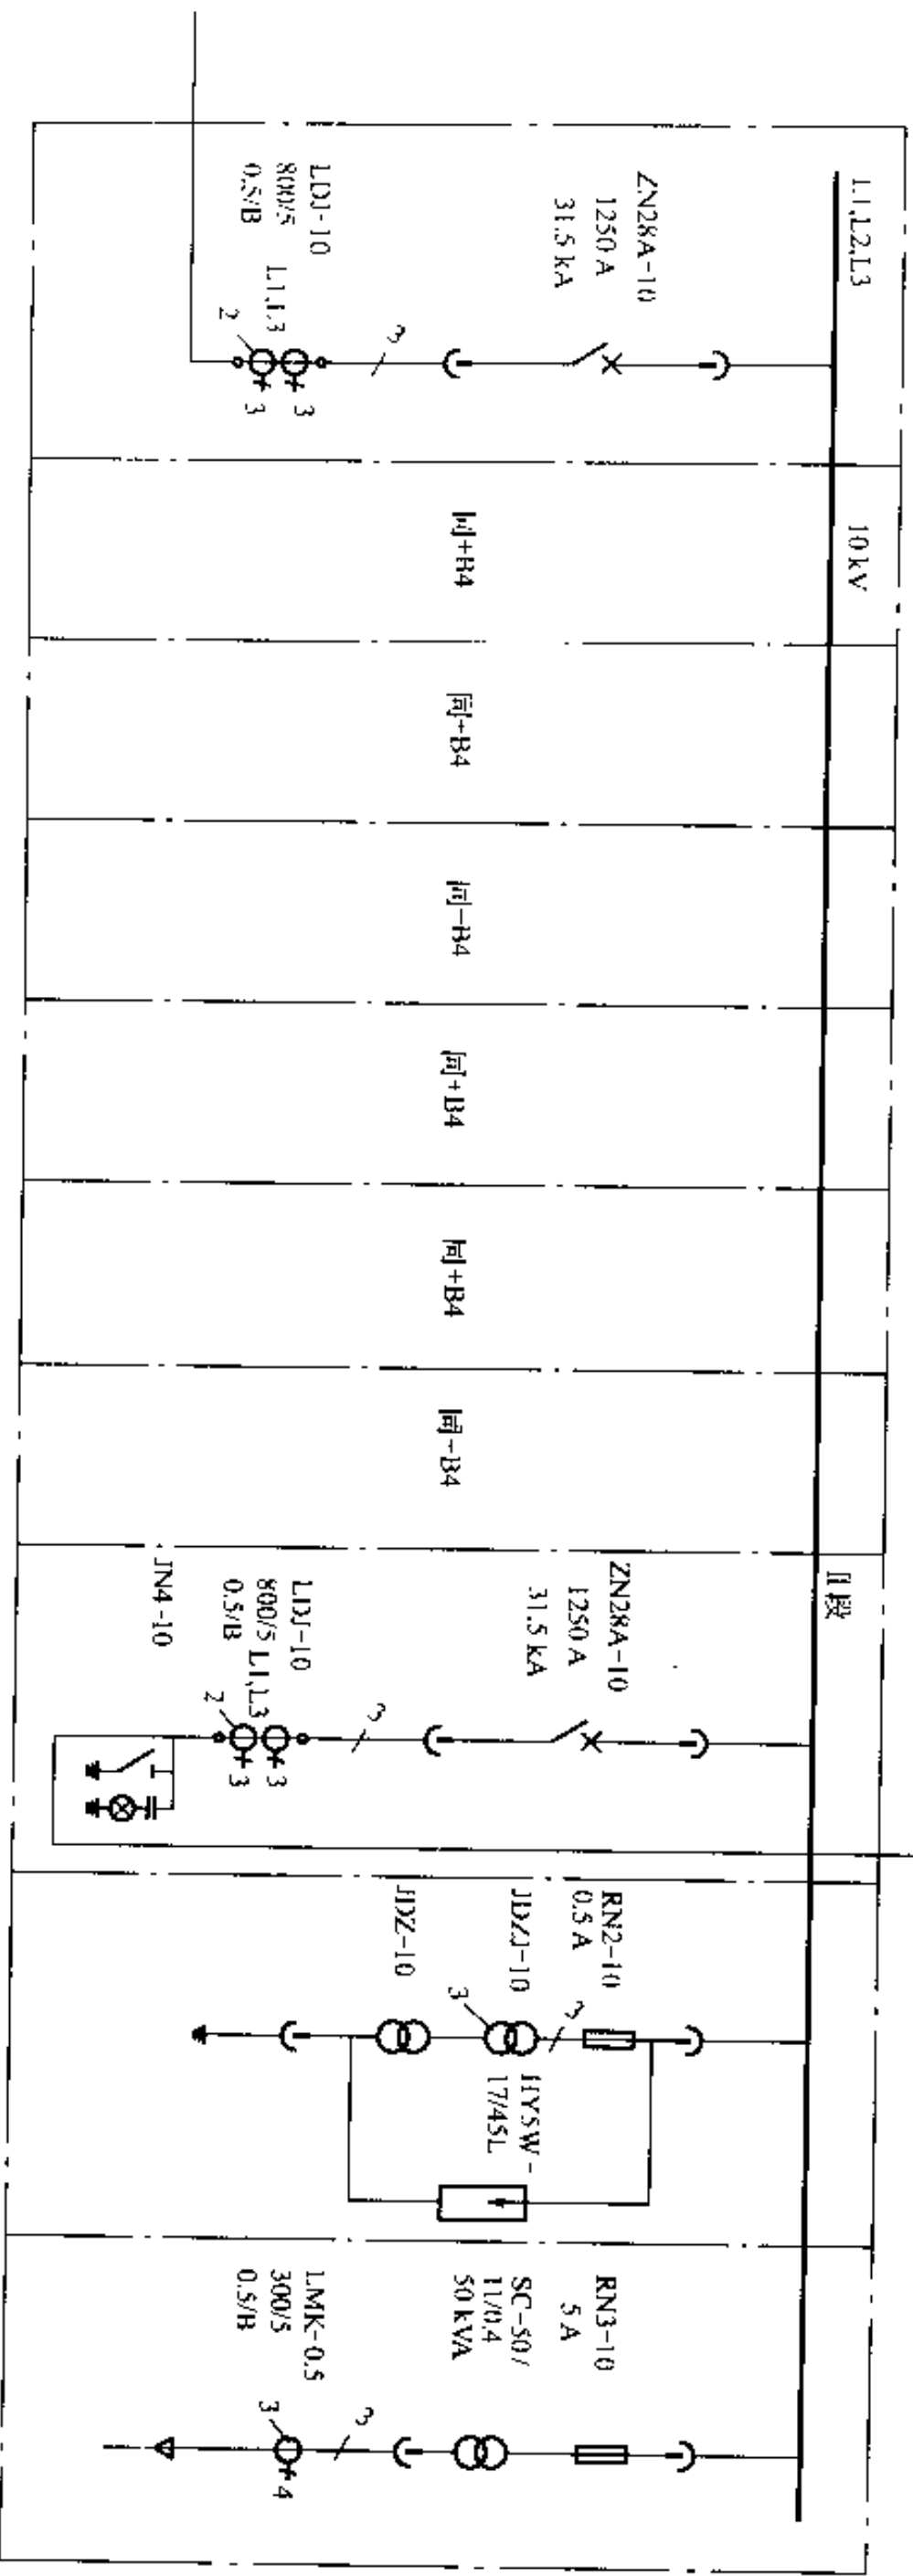 L1,L2,L3
10 kV
II段
ZN28A-10
1250 A
31.5 kA
LDJ-10
800/5
0.5/B
L1,L3
2
3
3
3
同+B4
同+B4
同-B4
同+B4
同+B4
同-B4
ZN28A-10
1250 A
31.5 kA
LDJ-10
800/5 L1,L3
0.5/B
2
3
3
3
JN4-10
RN2-10
0.5 A
JDZJ-10
3
3
JDZ-10
HY5W-
17/45L
RN3-10
5 A
SC-50/
11/0.4
50 kVA
LMK-0.5
300/5
0.5/B
3
3
4